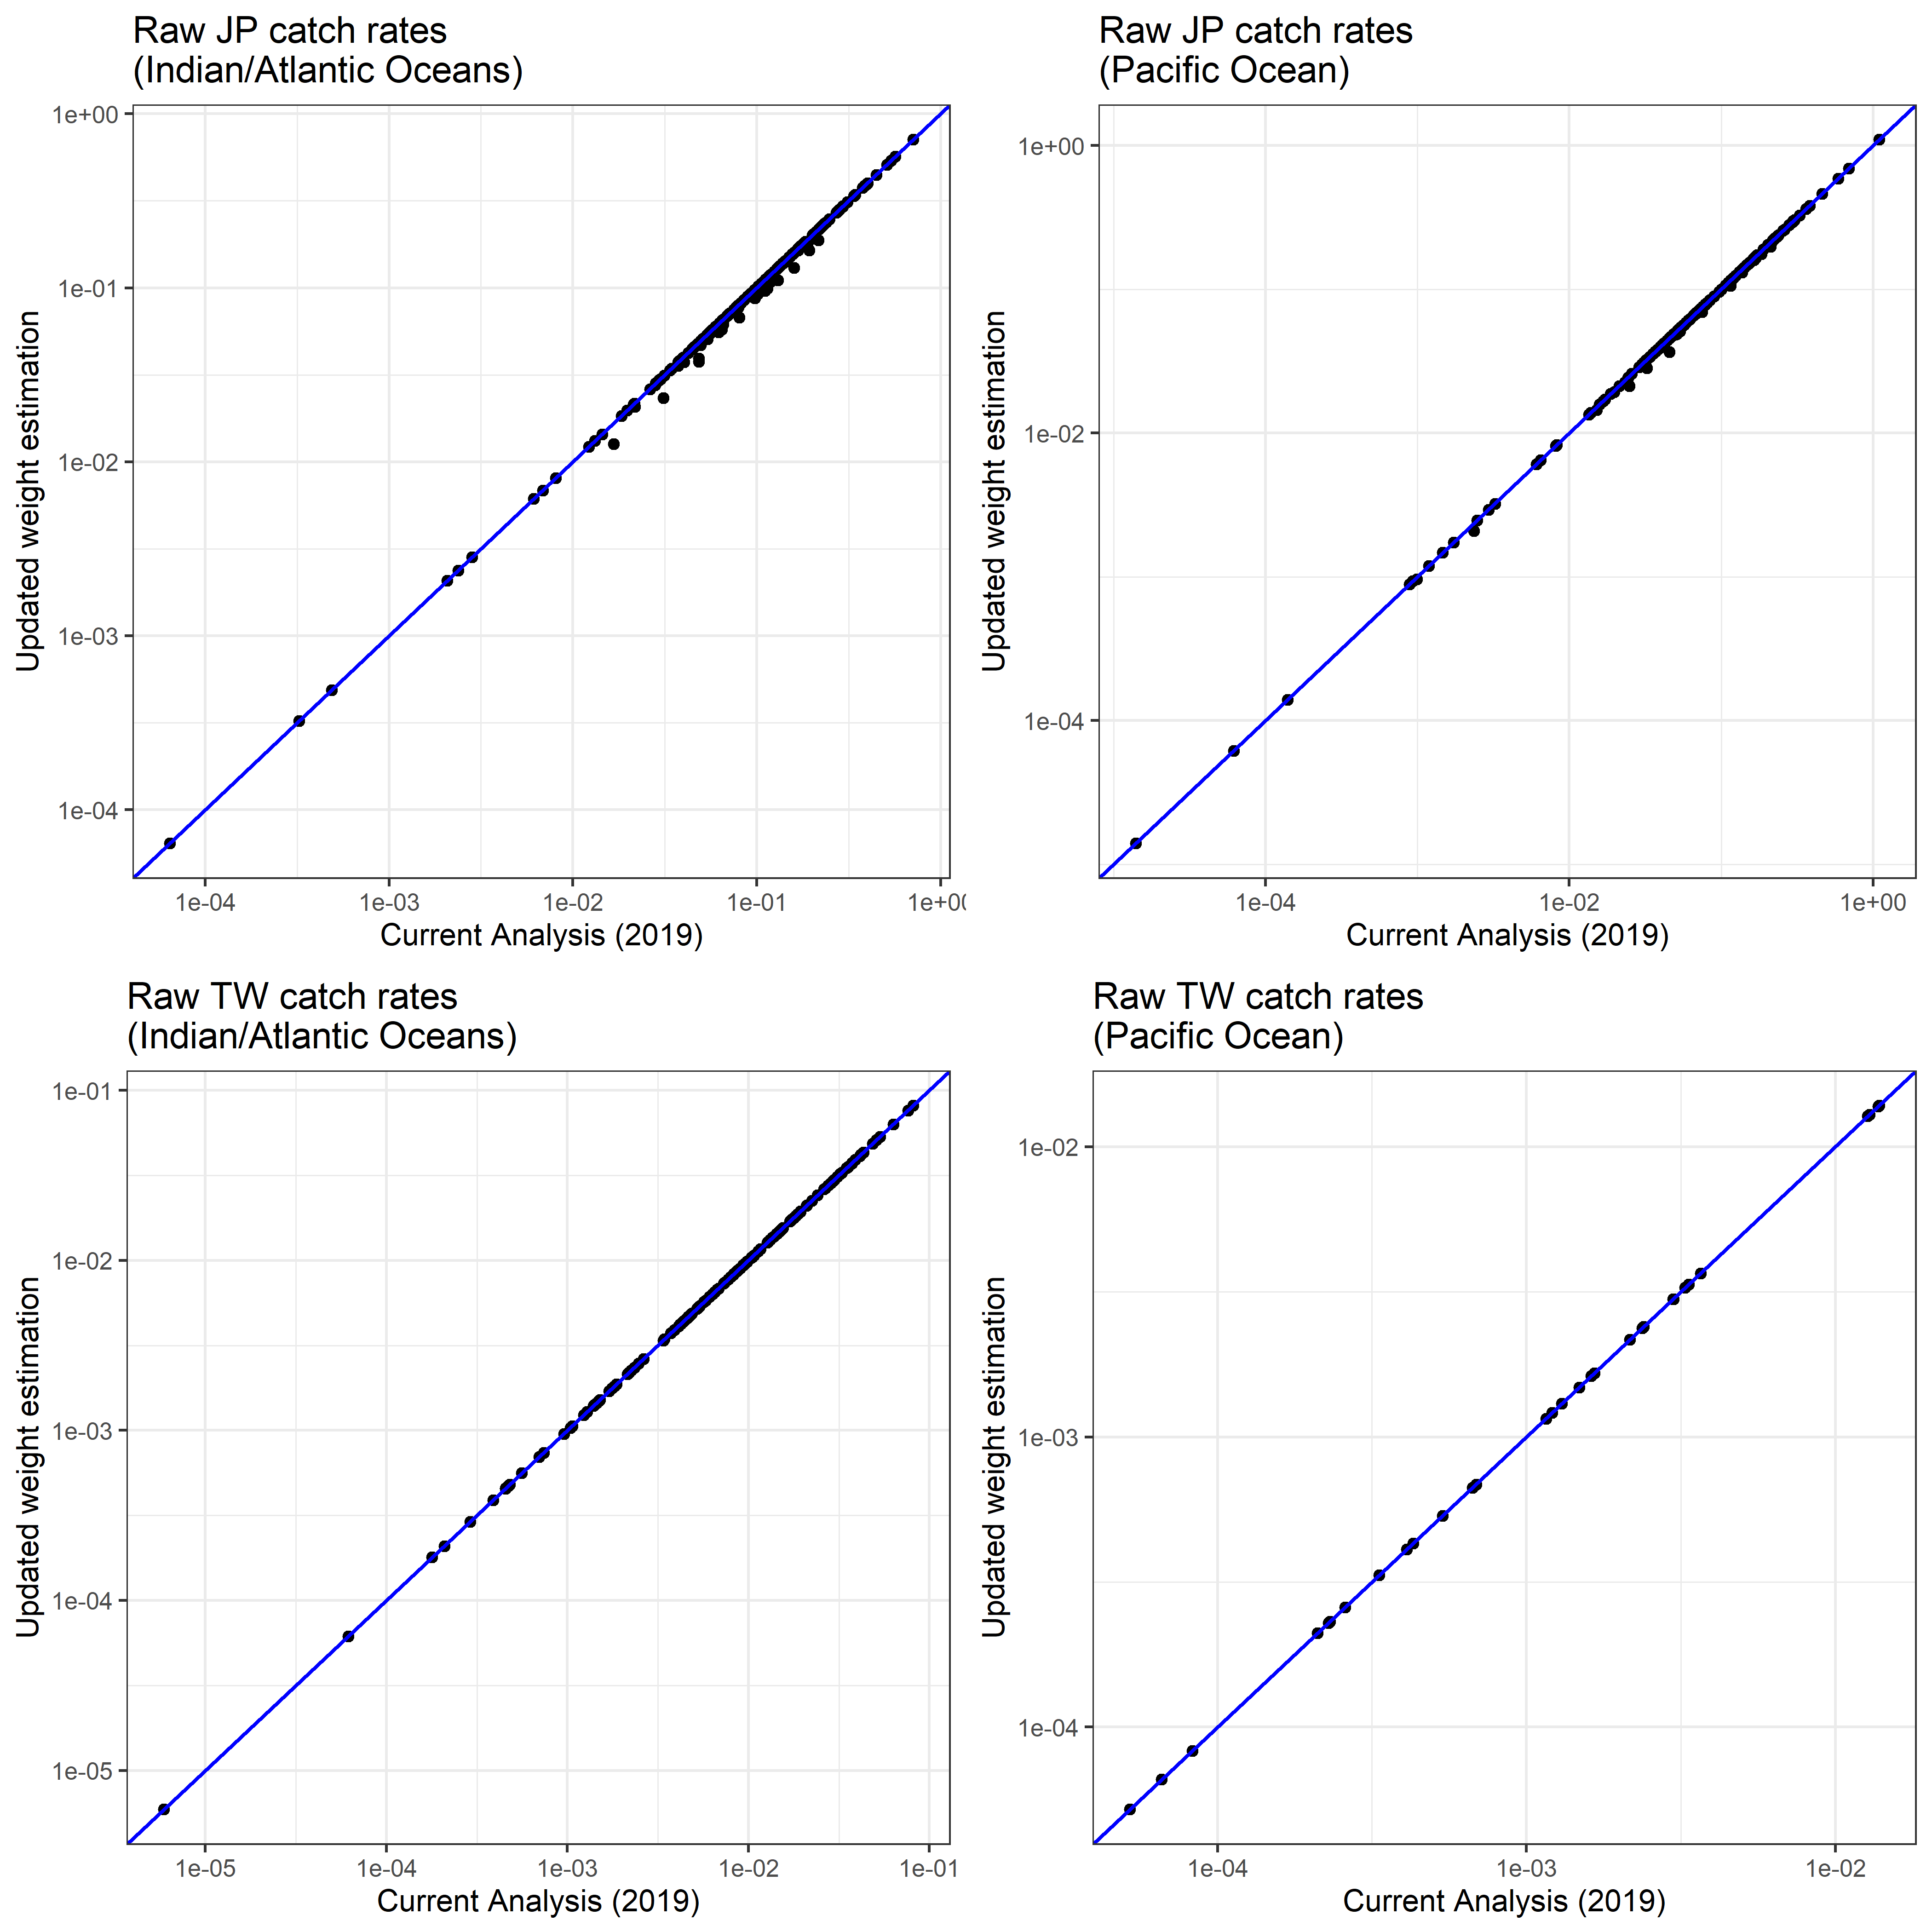 Raw JP catch rates
(Indian/Atlantic Oceans)
Updated weight estimation
1e+00
1e-01
1e-02
1e-03
1e-04
1e-04 1e-03 1e-02 1e-01 1e+0
Current Analysis (2019)
Raw JP catch rates
(Pacific Ocean)
Updated weight estimation
1e+00
1e-02
1e-04
1e-04 1e-02 1e+00
Current Analysis (2019)
Raw TW catch rates
(Indian/Atlantic Oceans)
Updated weight estimation
1e-01
1e-02
1e-03
1e-04
1e-05
1e-05 1e-04 1e-03 1e-02 1e-01
Current Analysis (2019)
Raw TW catch rates
(Pacific Ocean)
Updated weight estimation
1e-02
1e-03
1e-04
1e-04 1e-03 1e-02
Current Analysis (2019)